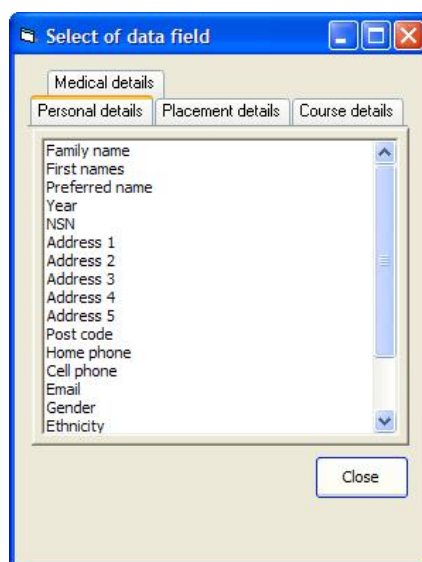 Select of data field
Medical details
Personal details Placement details Course details
Family name
First names
Preferred name
Year
NSN
Address 1
Address 2
Address 3
Address 4
Address 5
Post code
Home phone
Cell phone
Email
Gender
Ethnicity
Close